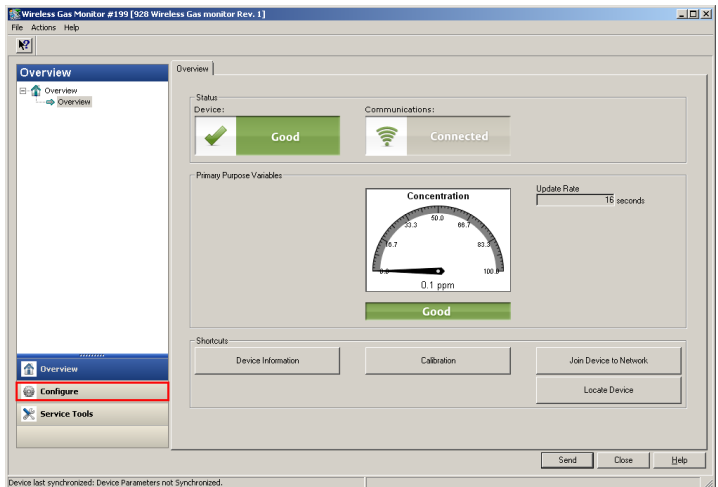 Wireless Gas Monitor #199 [928 Wireless Gas monitor Rev. 1]
File Actions Help
Overview
Overview
Overview
Overview
Configure
Service Tools
Overview
Status
Device:
Good
Communications:
Connected
Primary Purpose Variables
Concentration
0.0
16.7
33.3
50.0
66.7
83.3
100.0
0.1 ppm
Good
Update Rate
16 seconds
Shortcuts
Device Information
Calibration
Join Device to Network
Locate Device
Send
Close
Help
Device last synchronized: Device Parameters not Synchronized.